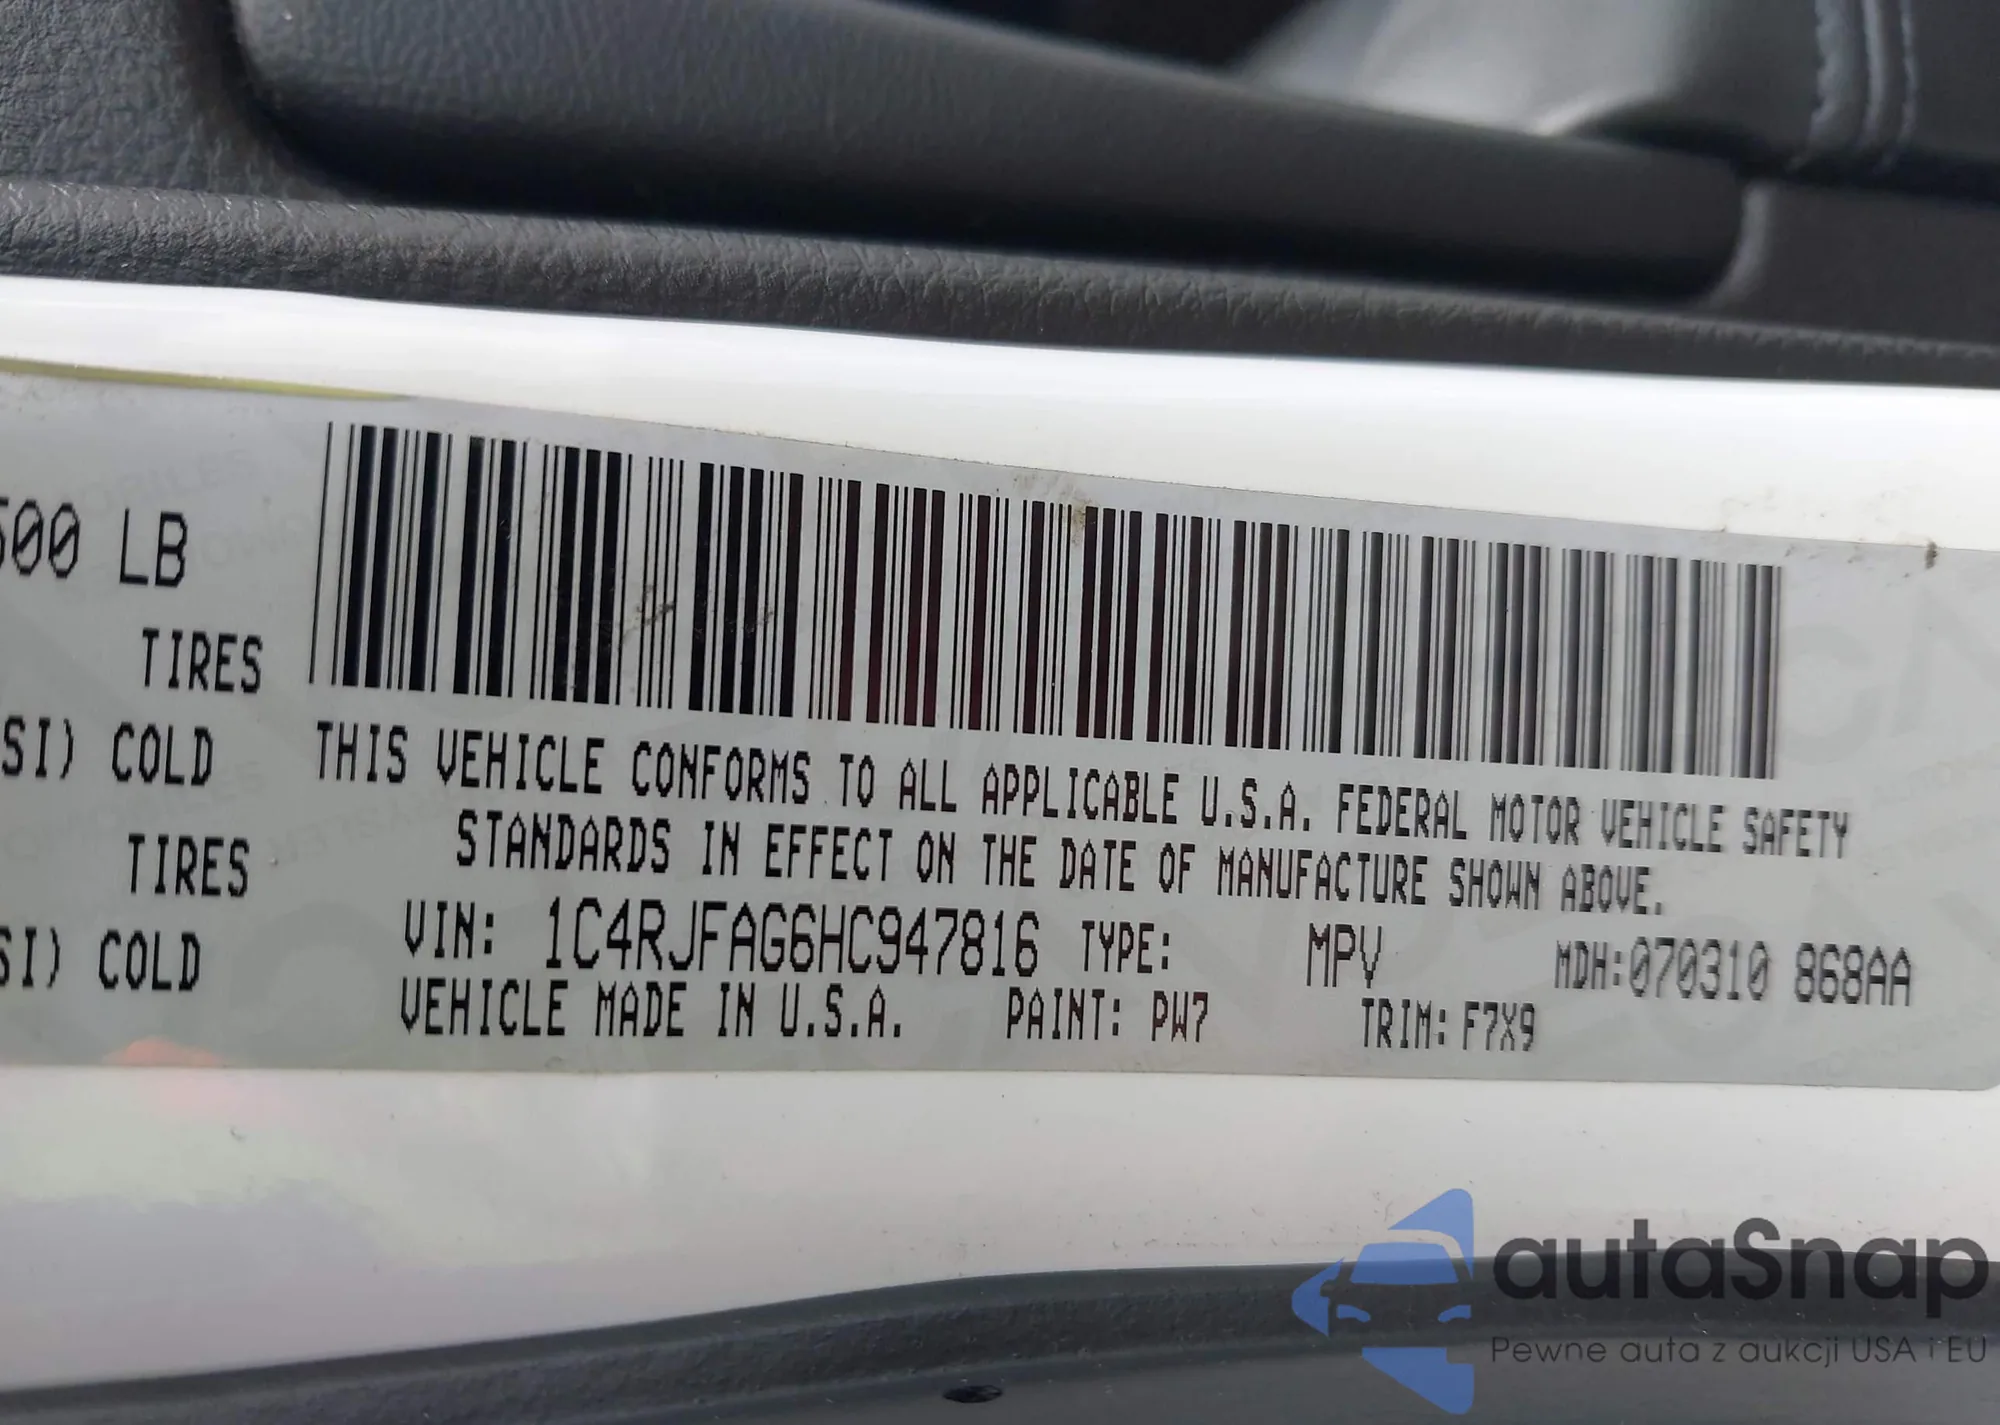 500 LB
TIRES
SI) COLD
TIRES
SI) COLD
THIS VEHICLE CONFORMS TO ALL APPLICABLE U.S.A. FEDERAL MOTOR VEHICLE SAFETY
STANDARDS IN EFFECT ON THE DATE OF MANUFACTURE SHOWN ABOVE.
VIN: 1C4RJFAG6HC947816 TYPE: MPV MDH:070310 868AA
VEHICLE MADE IN U.S.A. PAINT: PW7 TRIM: F7X9
autaSnap
Pewne auta z aukcji USA i EU